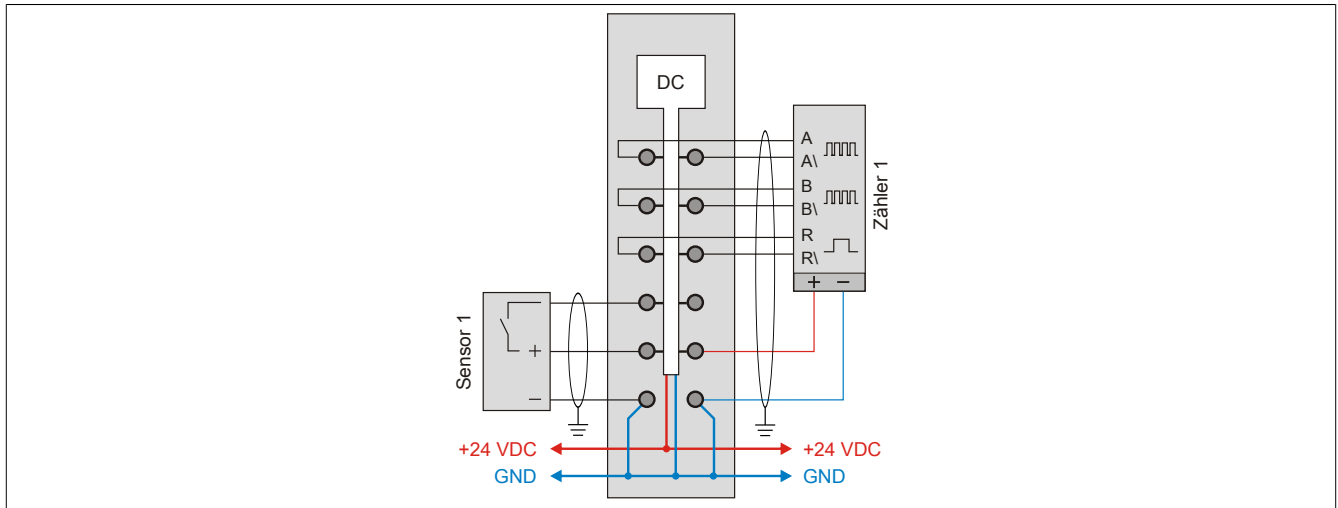 DC
A
A\
B
B\
R
R\
+ −
Zähler 1
Sensor 1
+
−
+24 VDC
+24 VDC
GND
GND